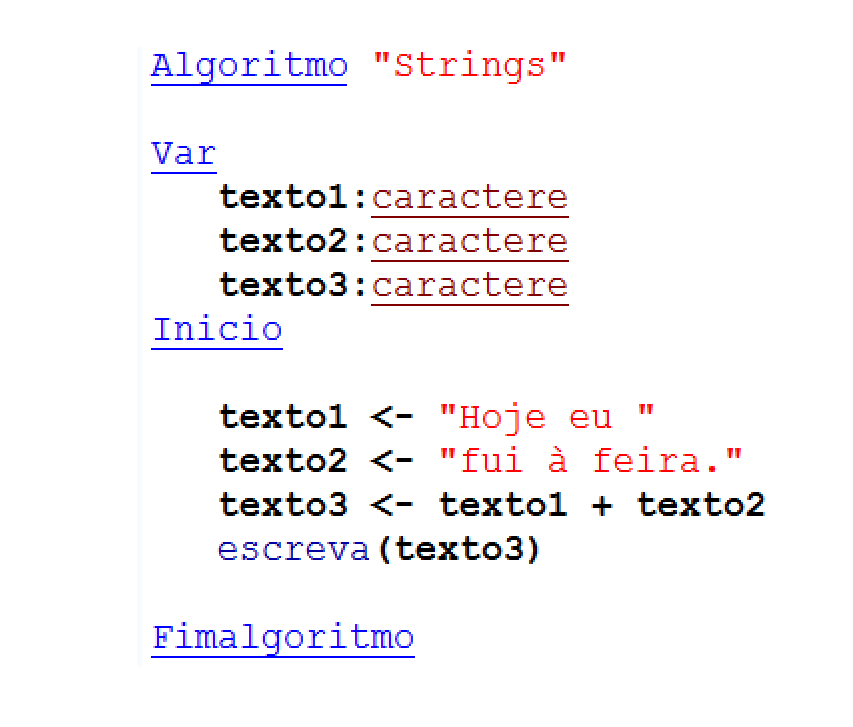 Algoritmo "Strings"
Var
texto1:caractere
texto2:caractere
texto3:caractere
Inicio
texto1 <- "Hoje eu "
texto2 <- "fui à feira."
texto3 <- texto1 + texto2
escreva(texto3)
Fimalgoritmo